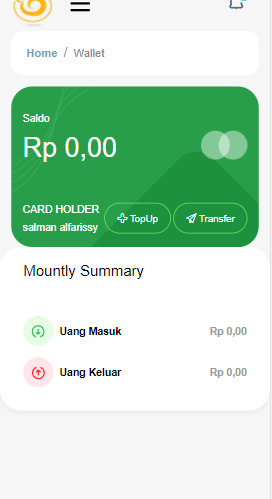 Home / Wallet
Saldo
Rp 0,00
CARD HOLDER
salman alfarissy
TopUp
Transfer
Mountly Summary
Uang Masuk Rp 0,00
Uang Keluar Rp 0,00